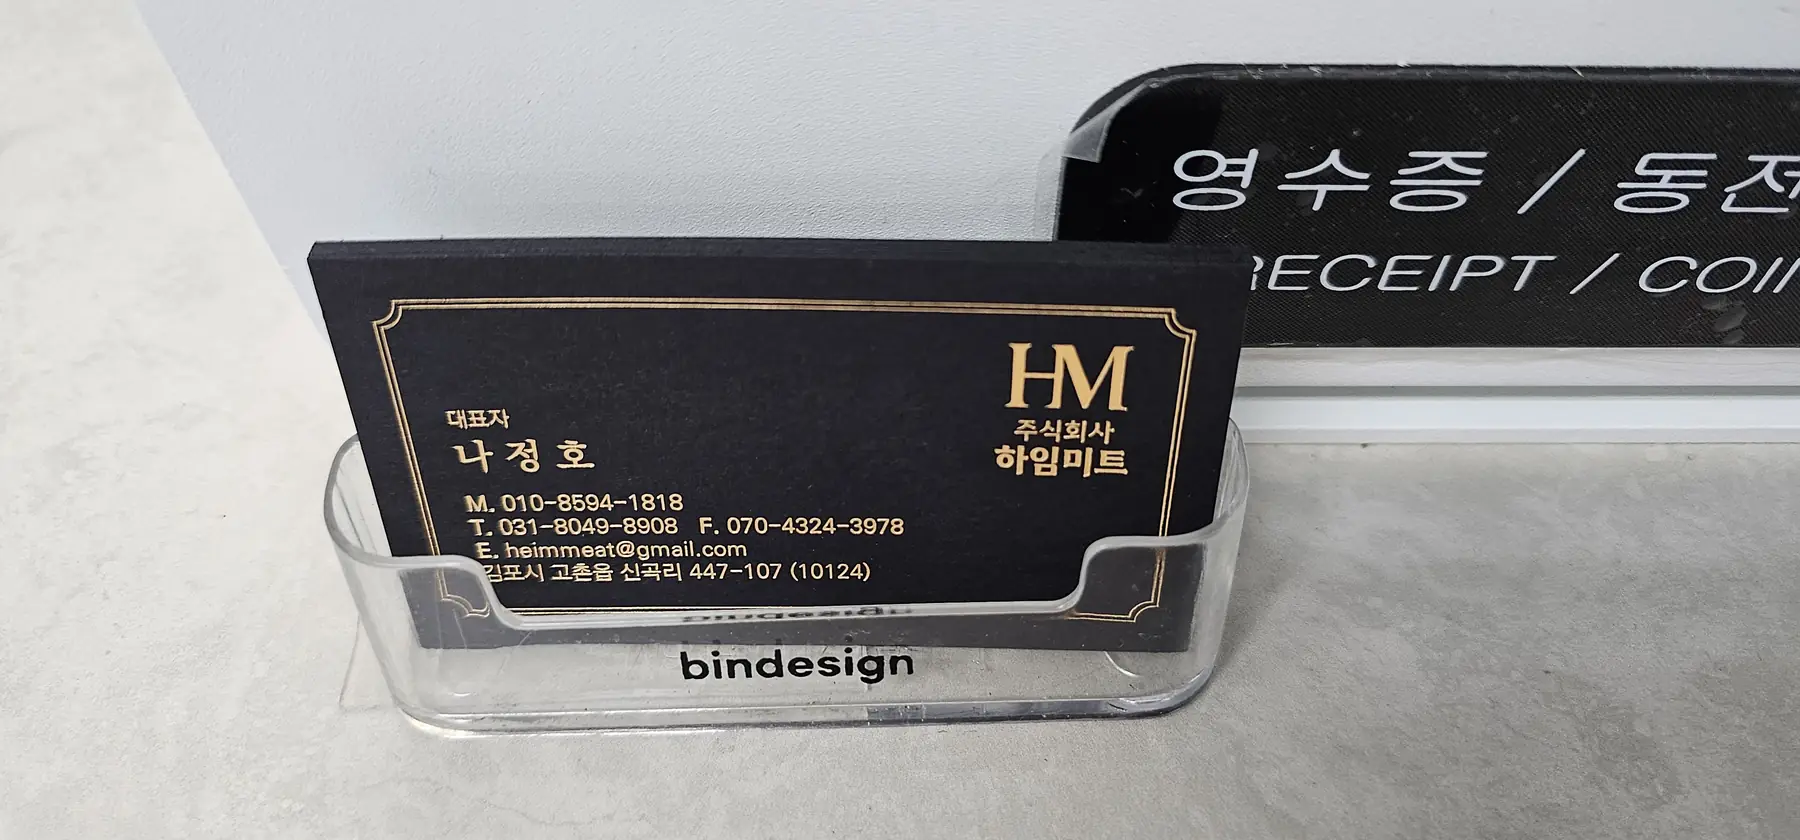 영수증 / 동전
RECEIPT / COIN
HM
주식회사
하임미트
대표자
나정호
M. 010-8594-1818
T. 031-8049-8908 F. 070-4324-3978
E. heimmeat@gmail.com
김포시 고촌읍 신곡리 447-107 (10124)
bindesign